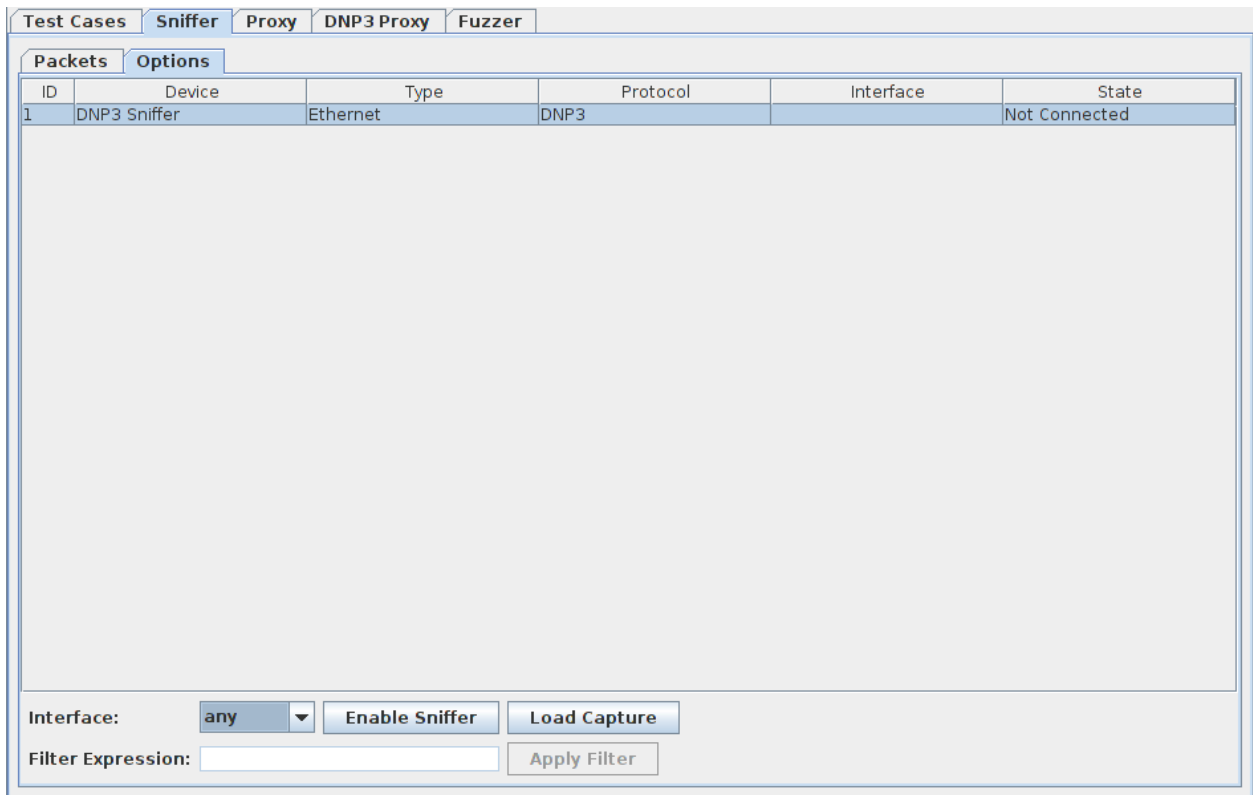 Test Cases Sniffer Proxy DNP3 Proxy Fuzzer
Packets Options
ID Device Type Protocol Interface State
1 DNP3 Sniffer Ethernet DNP3 Not Connected
Interface: any Enable Sniffer Load Capture
Filter Expression: Apply Filter